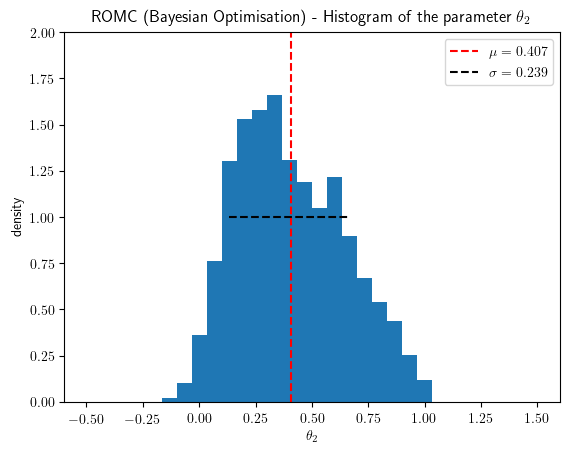 ROMC (Bayesian Optimisation) - Histogram of the parameter θ₂
μ = 0.407
σ = 0.239
2.00
1.75
1.50
1.25
1.00
0.75
0.50
0.25
0.00
density
−0.50 −0.25 0.00 0.25 0.50 0.75 1.00 1.25 1.50
θ₂